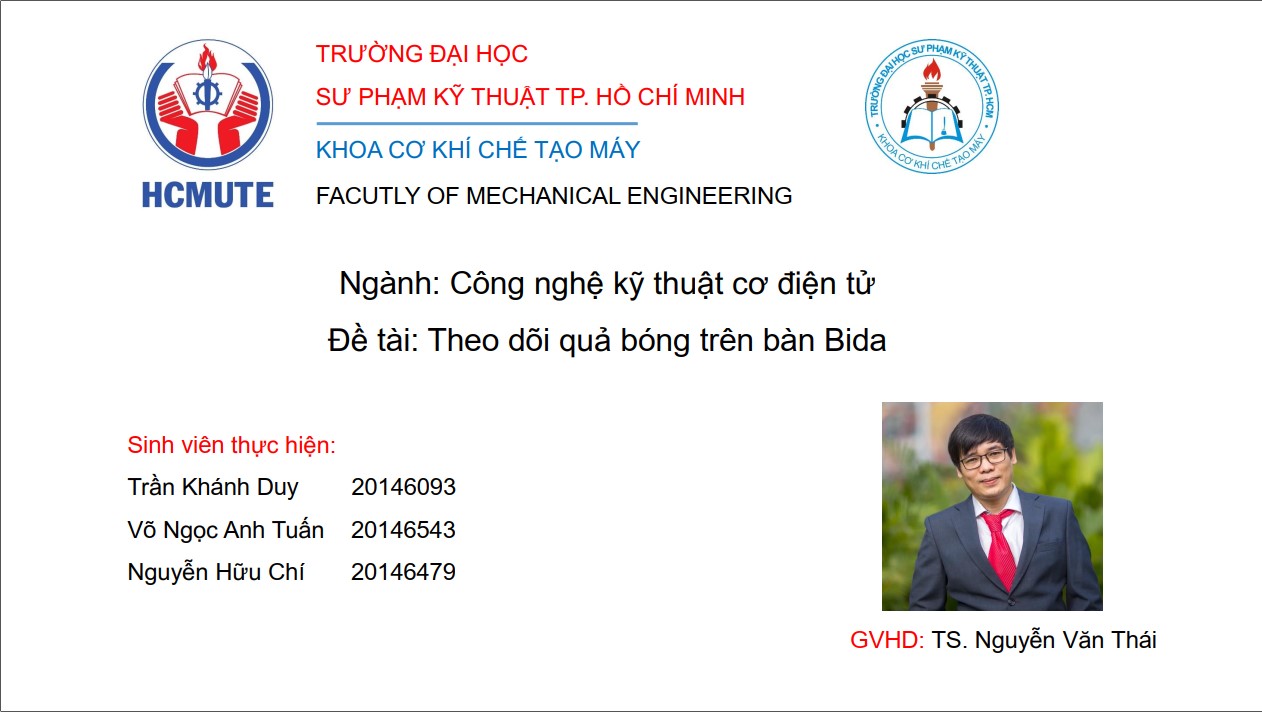 HCMUTE
TRƯỜNG ĐẠI HỌC
SƯ PHẠM KỸ THUẬT TP. HỒ CHÍ MINH
KHOA CƠ KHÍ CHẾ TẠO MÁY
FACUTLY OF MECHANICAL ENGINEERING
TRƯỜNG ĐẠI HỌC SƯ PHẠM KỸ THUẬT TP. HCM
KHOA CƠ KHÍ CHẾ TẠO MÁY
Ngành: Công nghệ kỹ thuật cơ điện tử
Đề tài: Theo dõi quả bóng trên bàn Bida
Sinh viên thực hiện:
Trần Khánh Duy 20146093
Võ Ngọc Anh Tuấn 20146543
Nguyễn Hữu Chí 20146479
GVHD: TS. Nguyễn Văn Thái